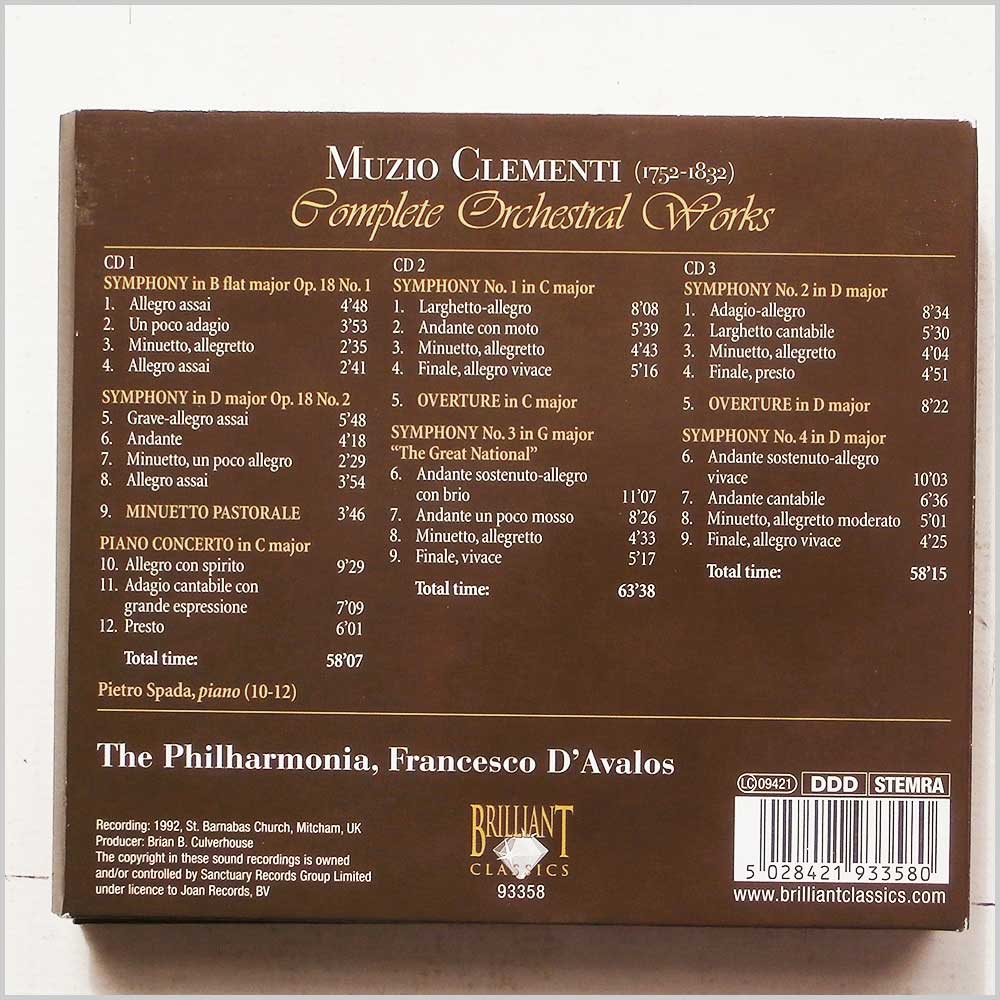 MUZIO CLEMENTI (1752-1832)
Complete Orchestral Works
CD 1
SYMPHONY in B flat major Op. 18 No. 1
1. Allegro assai 4'48
2. Un poco adagio 3'53
3. Minuetto, allegretto 2'35
4. Allegro assai 2'41
SYMPHONY in D major Op. 18 No. 2
5. Grave-allegro assai 5'48
6. Andante 4'18
7. Minuetto, un poco allegro 2'29
8. Allegro assai 3'54
9. MINUETTO PASTORALE 3'46
PIANO CONCERTO in C major
10. Allegro con spirito 9'29
11. Adagio cantabile con
grande espressione 7'09
12. Presto 6'01
Total time: 58'07
Pietro Spada, piano (10-12)
CD 2
SYMPHONY No. 1 in C major
1. Larghetto-allegro 8'08
2. Andante con moto 5'39
3. Minuetto, allegretto 4'43
4. Finale, allegro vivace 5'16
5. OVERTURE in C major
SYMPHONY No. 3 in G major
"The Great National"
6. Andante sostenuto-allegro
con brio 11'07
7. Andante un poco mosso 8'26
8. Minuetto, allegretto 4'33
9. Finale, vivace 5'17
Total time: 63'38
CD 3
SYMPHONY No. 2 in D major
1. Adagio-allegro 8'34
2. Larghetto cantabile 5'30
3. Minuetto, allegretto 4'04
4. Finale, presto 4'51
5. OVERTURE in D major 8'22
SYMPHONY No. 4 in D major
6. Andante sostenuto-allegro
vivace 10'03
7. Andante cantabile 6'36
8. Minuetto, allegretto moderato 5'01
9. Finale, allegro vivace 4'25
Total time: 58'15
The Philharmonia, Francesco D'Avalos
Recording: 1992, St. Barnabas Church, Mitcham, UK
Producer: Brian B. Culverhouse
The copyright in these sound recordings is owned
and/or controlled by Sanctuary Records Group Limited
under licence to Joan Records, BV
BRILLIANT
CLASSICS
93358
LC 09421 DDD STEMRA
5 028421 933580
www.brilliantclassics.com